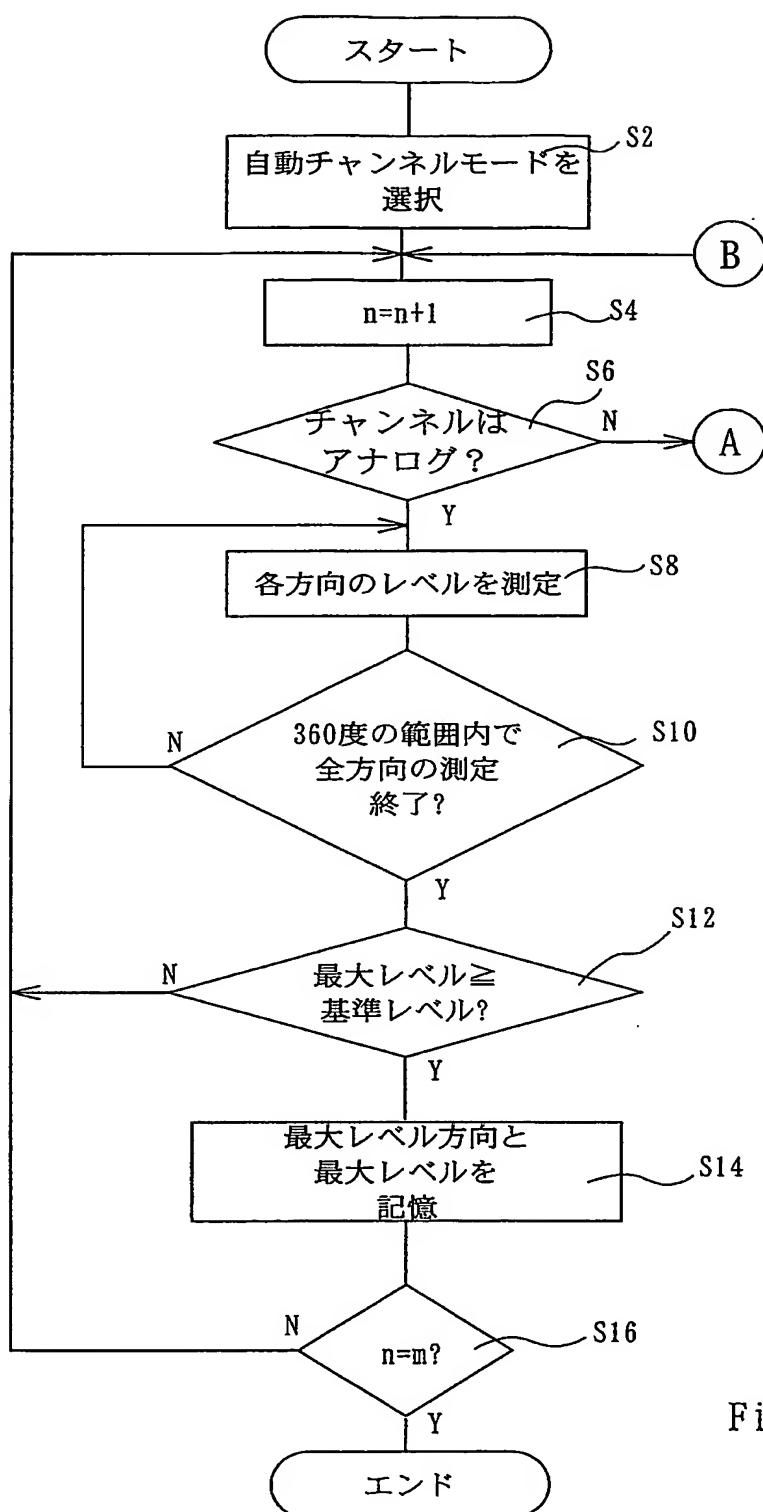 スタート
自動チャンネルモードを
選択
S2
B
n=n+1
S4
チャンネルは
アナログ?
S6
N
A
Y
各方向のレベルを測定
S8
360度の範囲内で
全方向の測定
終了?
S10
N
Y
最大レベル≧
基準レベル?
S12
N
Y
最大レベル方向と
最大レベルを
記憶
S14
n=m?
S16
N
Y
エンド
Fi